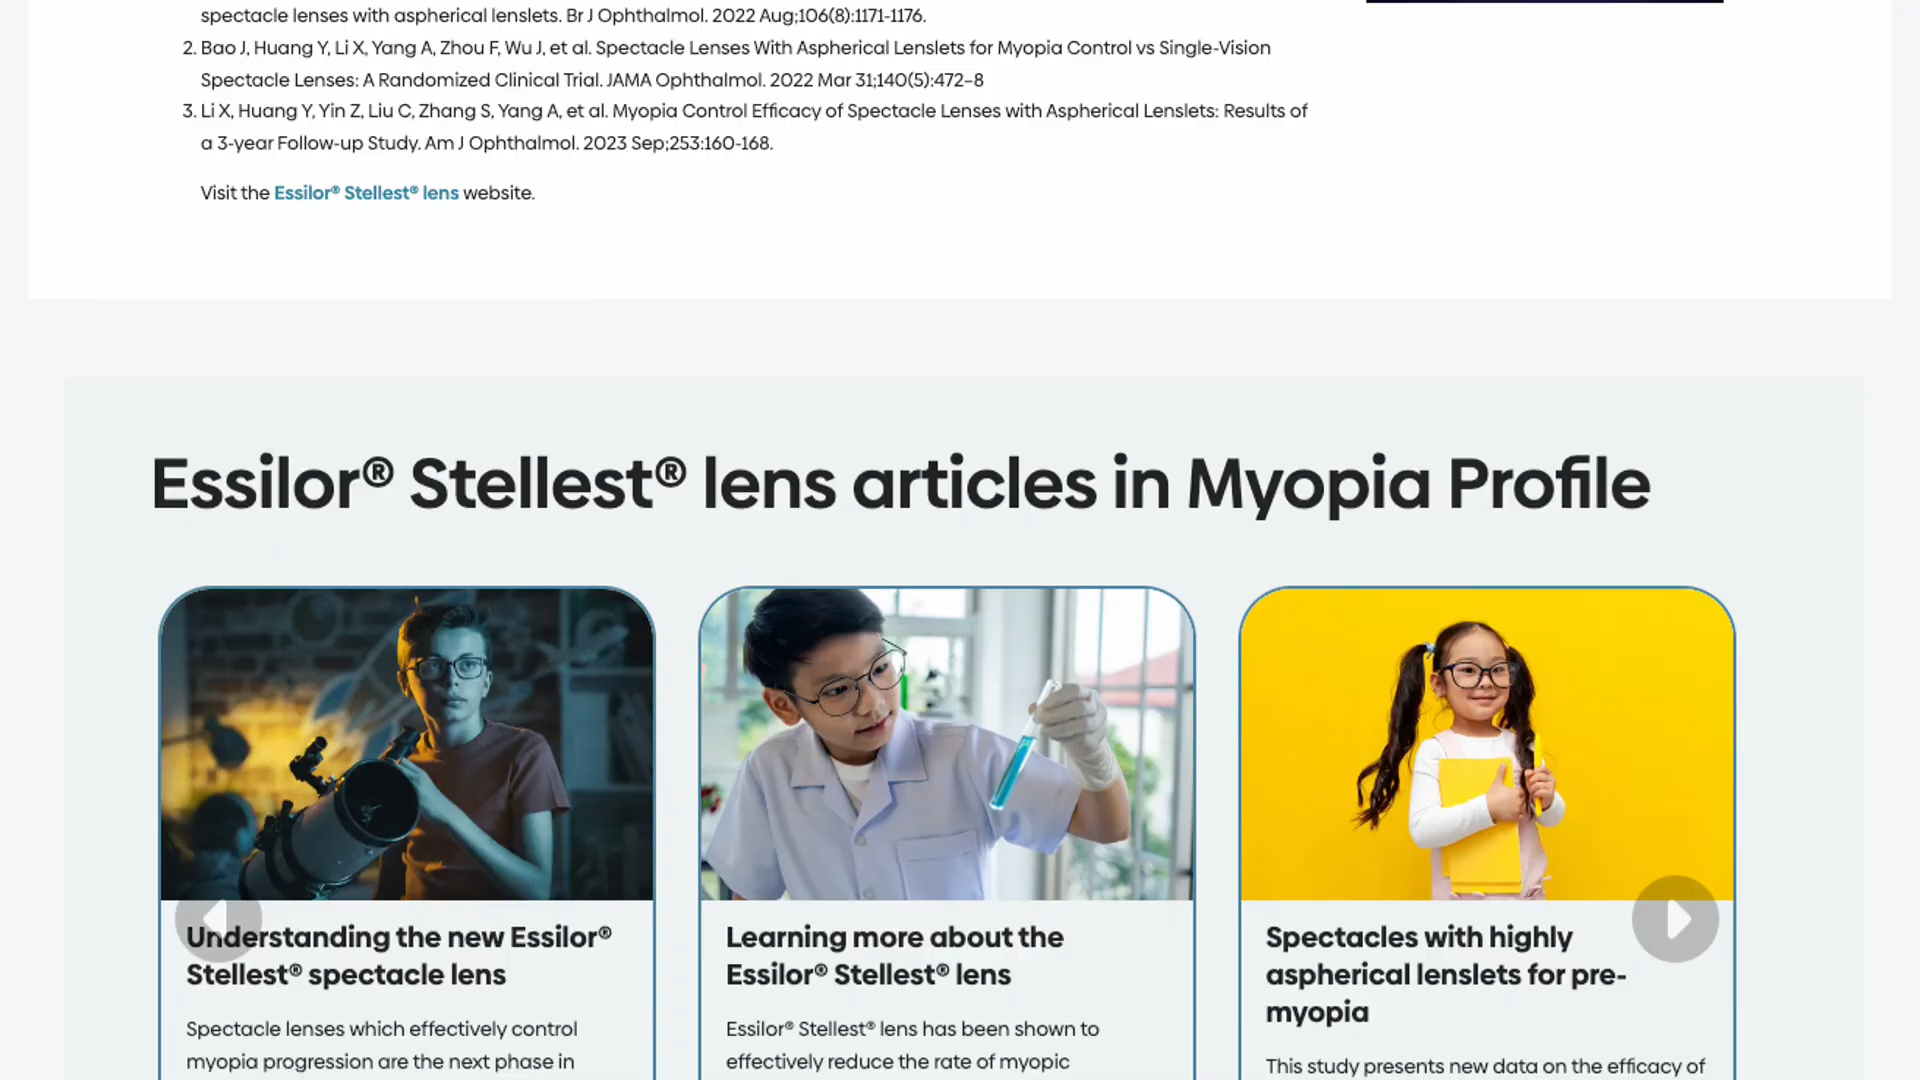 spectacle lenses with aspherical lenslets. Br J Ophthalmol. 2022 Aug;106(8):1171-1176.
2. Bao J, Huang Y, Li X, Yang A, Zhou F, Wu J, et al. Spectacle Lenses With Aspherical Lenslets for Myopia Control vs Single-Vision
Spectacle Lenses: A Randomized Clinical Trial. JAMA Ophthalmol. 2022 Mar 31;140(5):472–8
3. Li X, Huang Y, Yin Z, Liu C, Zhang S, Yang A, et al. Myopia Control Efficacy of Spectacle Lenses with Aspherical Lenslets: Results of
a 3-year Follow-up Study. Am J Ophthalmol. 2023 Sep;253:160-168.
Visit the Essilor® Stellest® lens website.
Essilor® Stellest® lens articles in Myopia Profile
Understanding the new Essilor®
Stellest® spectacle lens
Spectacle lenses which effectively control
myopia progression are the next phase in
Learning more about the
Essilor® Stellest® lens
Essilor® Stellest® lens has been shown to
effectively reduce the rate of myopic
Spectacles with highly
aspherical lenslets for pre-
myopia
This study presents new data on the efficacy of